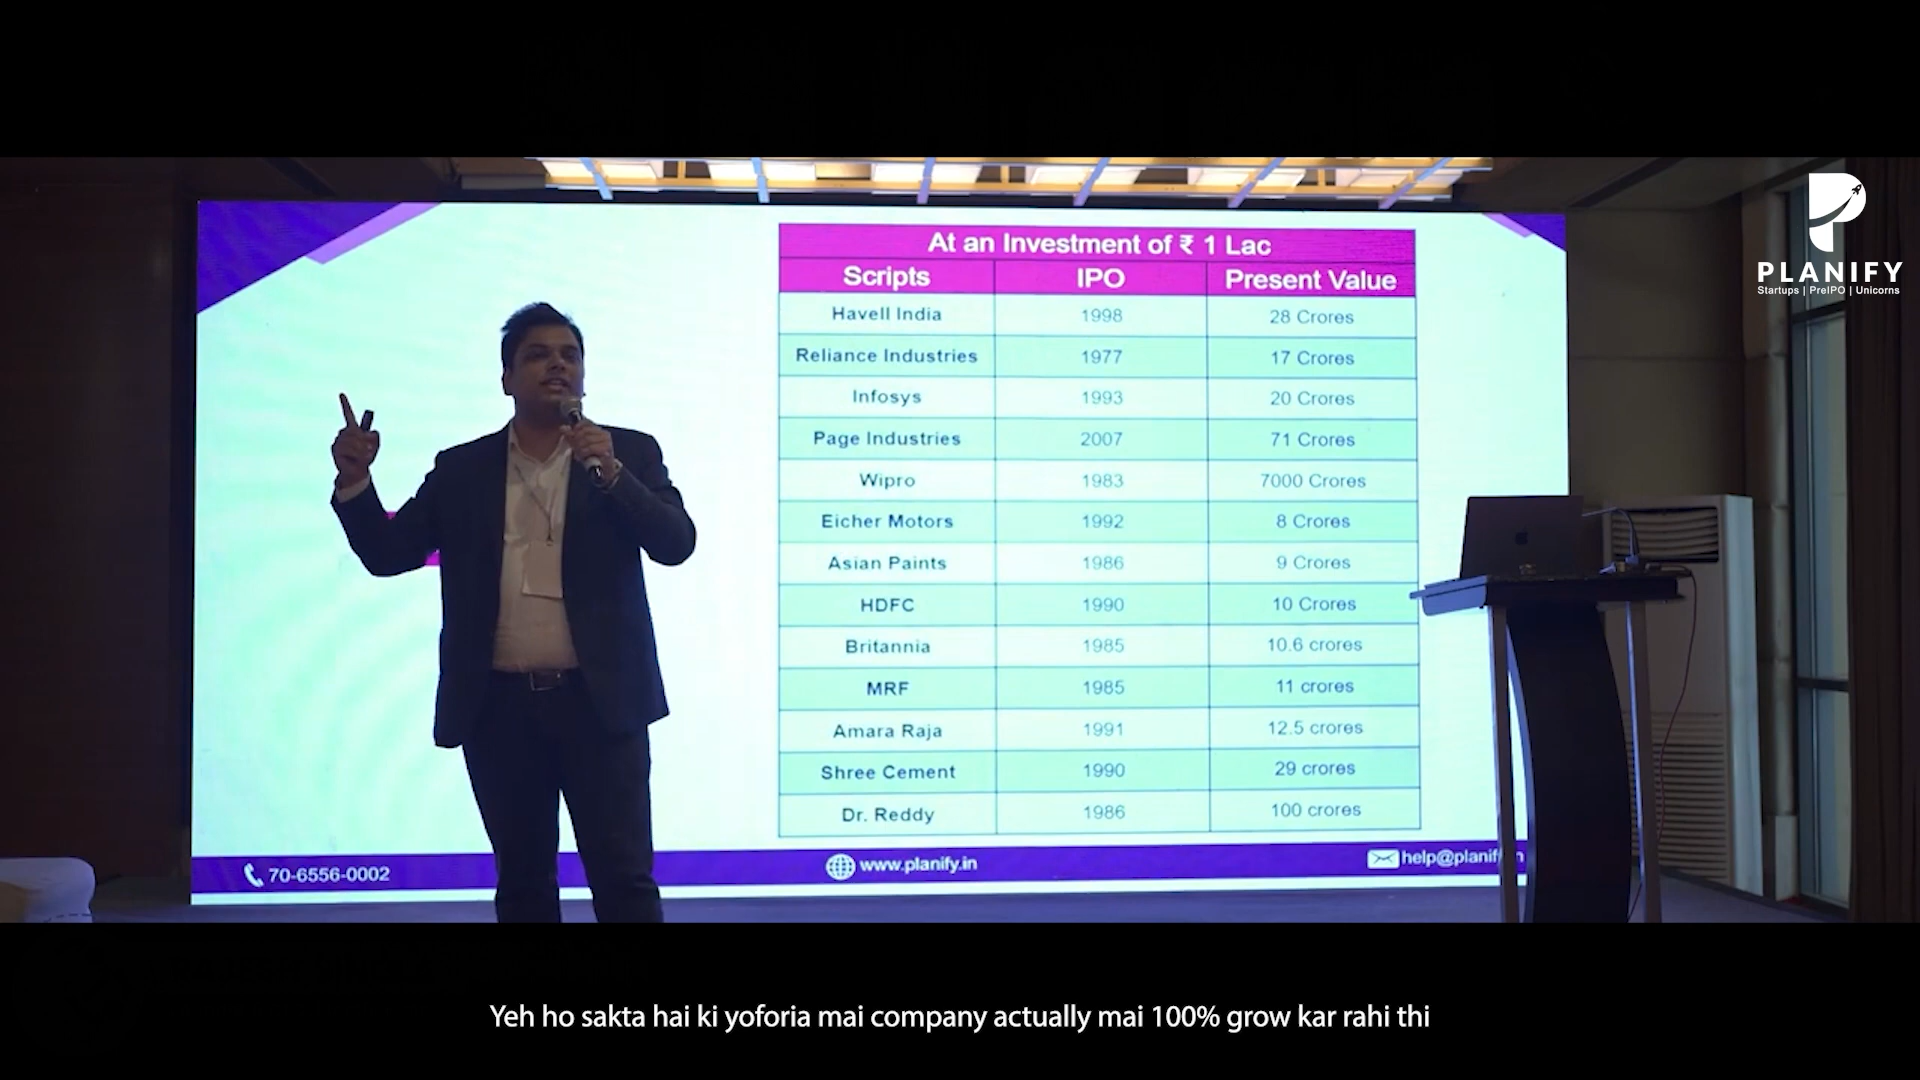 At an Investment of ₹ 1 Lac
Scripts IPO Present Value
Havell India 1998 28 Crores
Reliance Industries 1977 17 Crores
Infosys 1993 20 Crores
Page Industries 2007 71 Crores
Wipro 1983 7000 Crores
Eicher Motors 1992 8 Crores
Asian Paints 1986 9 Crores
HDFC 1990 10 Crores
Britannia 1985 10.6 crores
MRF 1985 11 crores
Amara Raja 1991 12.5 crores
Shree Cement 1990 29 crores
Dr. Reddy 1986 100 crores
70-6556-0002 www.planify.in
PLANIFY
Startups | PreIPO | Unicorns
Yeh ho sakta hai ki yoforia mai company actually mai 100% grow kar rahi thi